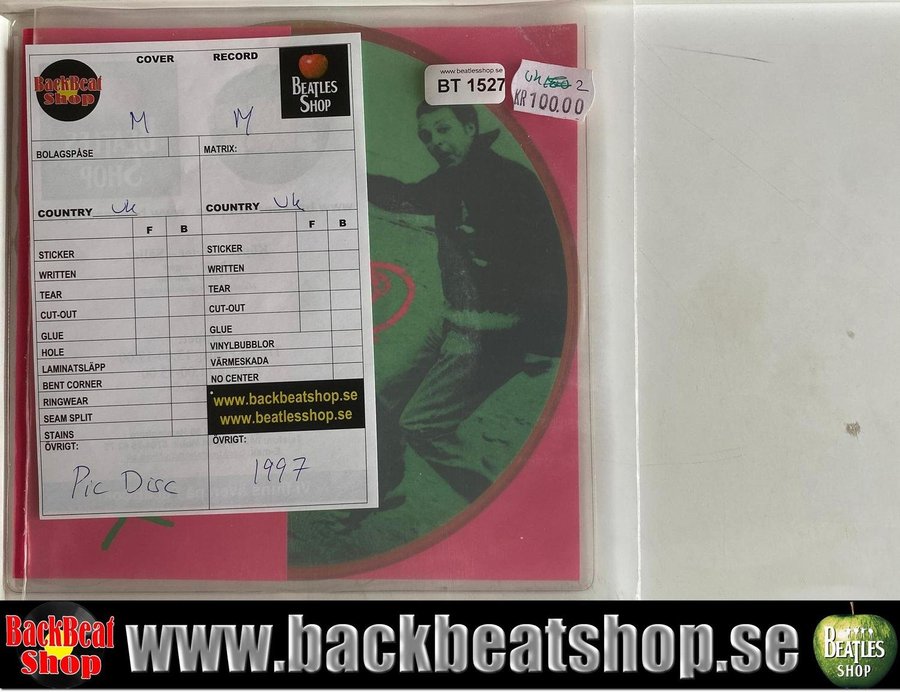 COVER RECORD
BackBeat
Shop
BEATLES
SHOP
M M
BOLAGSPÅSE MATRIX:
COUNTRY UK COUNTRY UK
F B F B
STICKER STICKER
WRITTEN WRITTEN
TEAR TEAR
CUT-OUT CUT-OUT
GLUE GLUE
HOLE VINYLBUBBLOR
LAMINATSLÄPP VÄRMESKADA
BENT CORNER NO CENTER
RINGWEAR
SEAM SPLIT
STAINS
www.backbeatshop.se
www.beatlesshop.se
ÖVRIGT: ÖVRIGT:
Pic Disc 1997
www.beatlesshop.se
BT 1527
UK 2
KR100.00
BackBeat
Shop
www.backbeatshop.se
BEATLES
SHOP